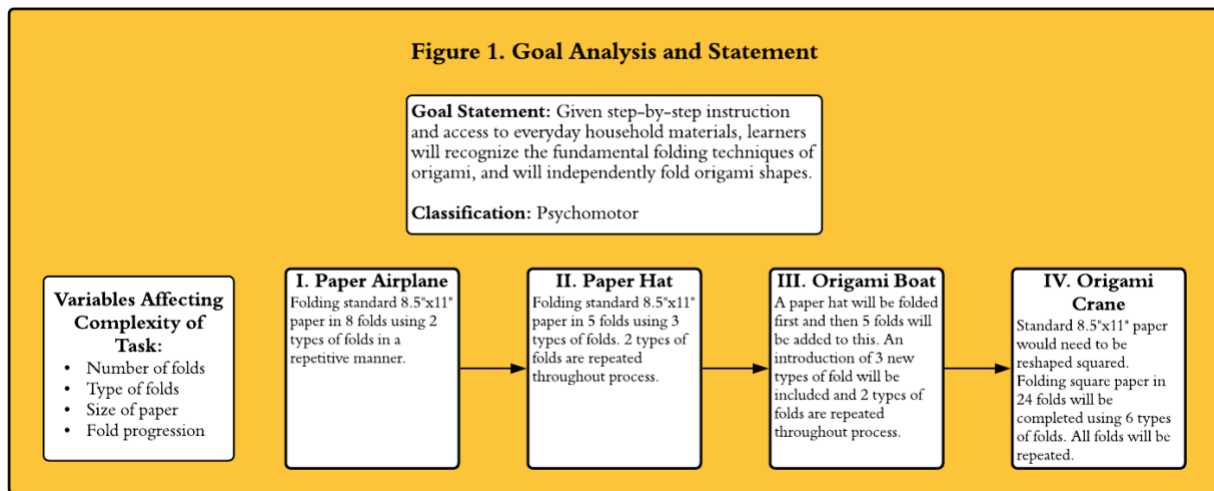 Figure 1. Goal Analysis and Statement
Goal Statement: Given step-by-step instruction
and access to everyday household materials, learners
will recognize the fundamental folding techniques of
origami, and will independently fold origami shapes.
Classification: Psychomotor
Variables Affecting
Complexity of
Task:
• Number of folds
• Type of folds
• Size of paper
• Fold progression
I. Paper Airplane
Folding standard 8.5"x11"
paper in 8 folds using 2
types of folds in a
repetitive manner.
II. Paper Hat
Folding standard 8.5"x11"
paper in 5 folds using 3
types of folds. 2 types of
folds are repeated
throughout process.
III. Origami Boat
A paper hat will be folded
first and then 5 folds will
be added to this. An
introduction of 3 new
types of fold will be
included and 2 types of
folds are repeated
throughout process.
IV. Origami
Crane
Standard 8.5"x11" paper
would need to be
reshaped squared.
Folding square paper in
24 folds will be
completed using 6 types
of folds. All folds will be
repeated.